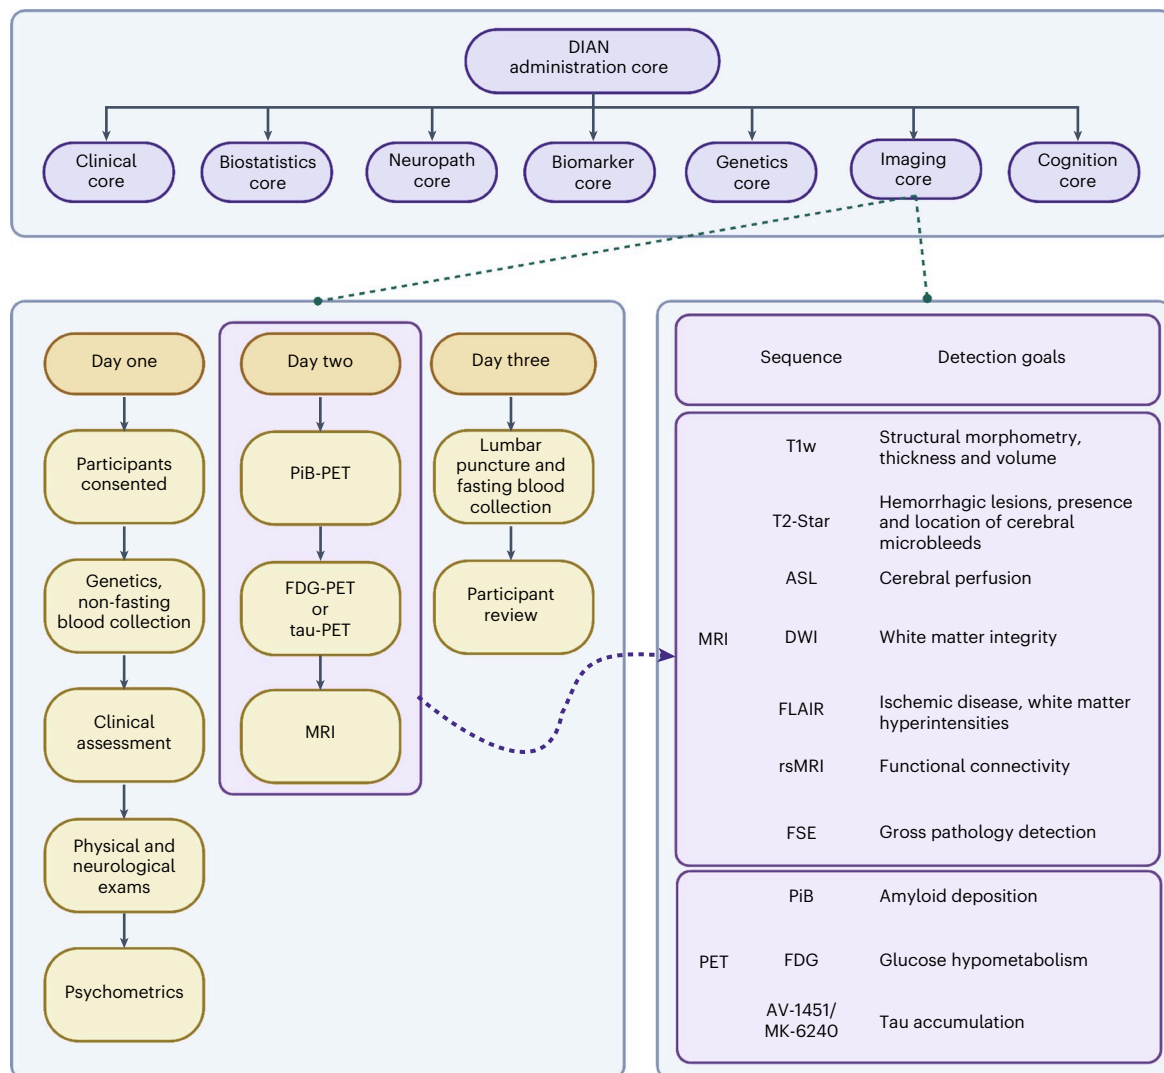 DIAN
administration core
Clinical
core
Biostatistics
core
Neuropath
core
Biomarker
core
Genetics
core
Imaging
core
Cognition
core
Day one
Participants
consented
Genetics,
non-fasting
blood collection
Clinical
assessment
Physical and
neurological
exams
Psychometrics
Day two
PiB-PET
FDG-PET
or
tau-PET
MRI
Day three
Lumbar
puncture and
fasting blood
collection
Participant
review
Sequence
Detection goals
MRI
T1w
Structural morphometry,
thickness and volume
T2-Star
Hemorrhagic lesions, presence
and location of cerebral
microbleeds
ASL
Cerebral perfusion
DWI
White matter integrity
FLAIR
Ischemic disease, white matter
hyperintensities
rsMRI
Functional connectivity
FSE
Gross pathology detection
PET
PiB
Amyloid deposition
FDG
Glucose hypometabolism
AV-1451/
MK-6240
Tau accumulation